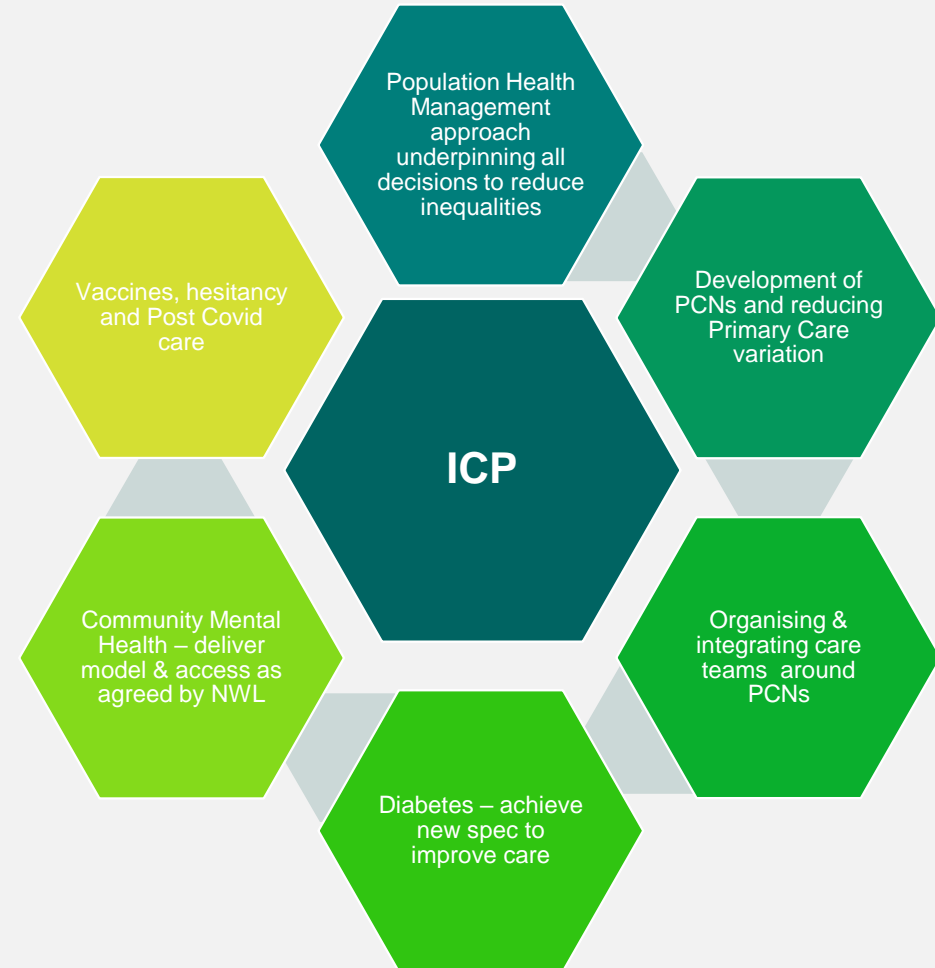 Population Health
Management
approach
underpinning all
decisions to reduce
inequalities
Development of
PCNs and reducing
Primary Care
variation
Organising &
integrating care
teams around
PCNs
Diabetes – achieve
new spec to
improve care
Community Mental
Health – deliver
model & access as
agreed by NWL
Vaccines, hesitancy
and Post Covid
care
ICP